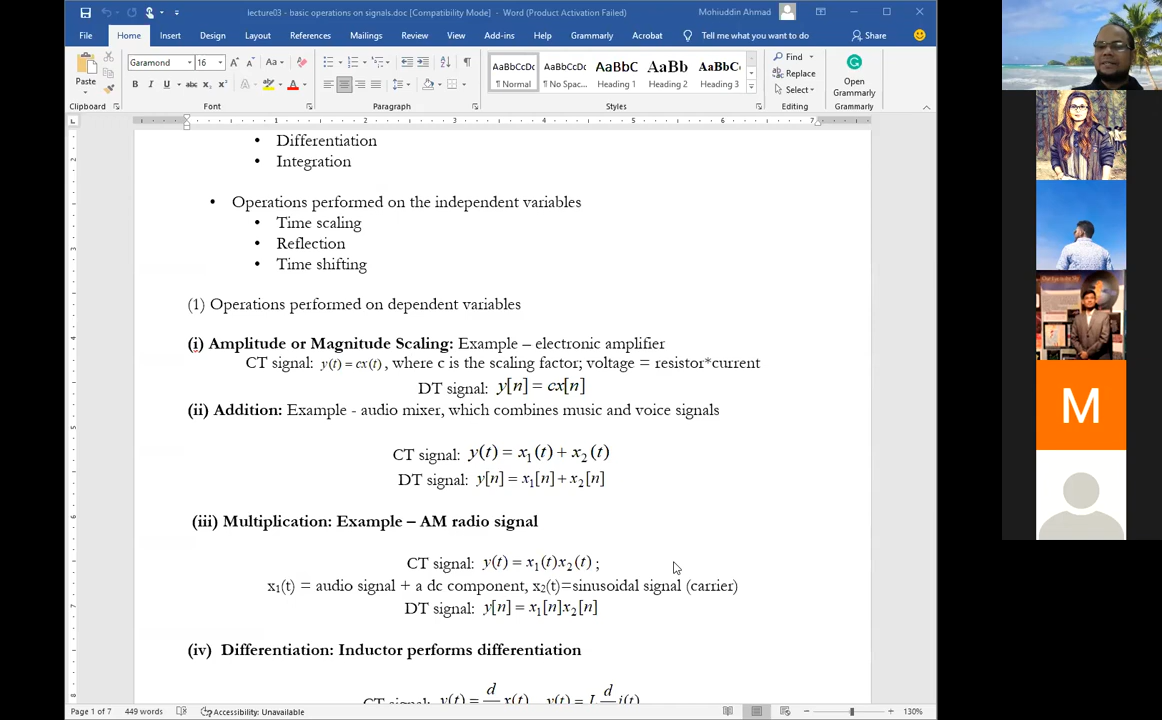 lecture03 - basic operations on signals.doc [Compatibility Mode] - Word (Product Activation Failed)
Mohiuddin Ahmad
File Home Insert Design Layout References Mailings Review View Add-ins Help Grammarly Acrobat Tell me what you want to do Share
Paste
Garamond 16
Clipboard Font Paragraph Styles Editing Grammarly
AaBbCcDc AaBbCcDc AaBbC AaBb AaBbCc
¶ Normal ¶ No Spac... Heading 1 Heading 2 Heading 3
Find
Replace
Select
Open
Grammarly
• Differentiation
• Integration
• Operations performed on the independent variables
• Time scaling
• Reflection
• Time shifting
(1) Operations performed on dependent variables
(i) Amplitude or Magnitude Scaling: Example – electronic amplifier
CT signal: y(t) = cx(t), where c is the scaling factor; voltage = resistor*current
DT signal: y[n] = cx[n]
(ii) Addition: Example - audio mixer, which combines music and voice signals
CT signal: y(t) = x₁(t) + x₂(t)
DT signal: y[n] = x₁[n] + x₂[n]
(iii) Multiplication: Example – AM radio signal
CT signal: y(t) = x₁(t)x₂(t) ;
x₁(t) = audio signal + a dc component, x₂(t)=sinusoidal signal (carrier)
DT signal: y[n] = x₁[n]x₂[n]
(iv) Differentiation: Inductor performs differentiation
M
Page 1 of 7 449 words Accessibility: Unavailable 130%